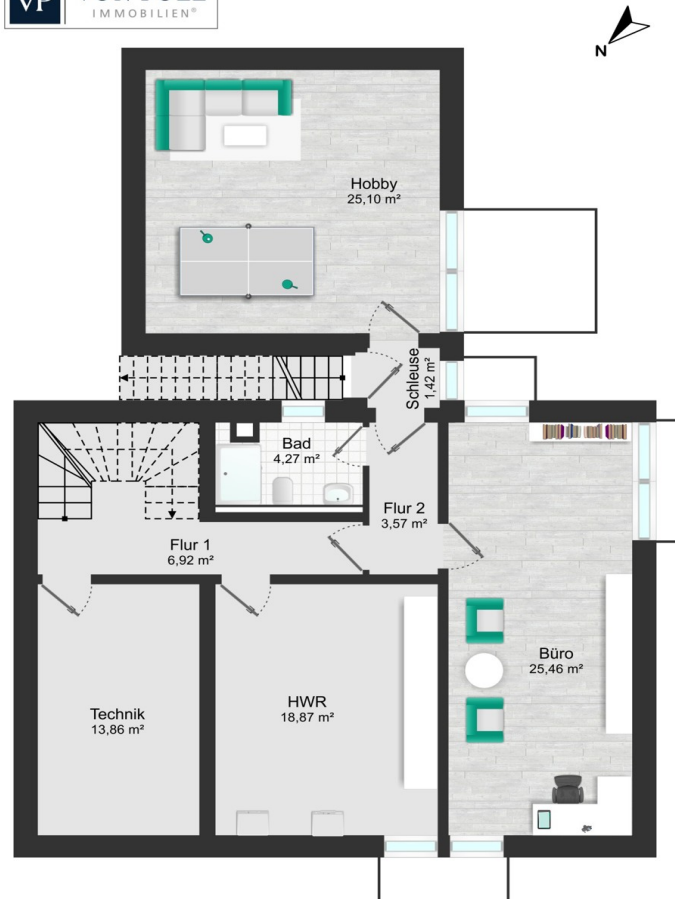 VP
IMMOBILIEN®
N
Hobby
25,10 m²
Schleuse
1,42 m²
Bad
4,27 m²
Flur 2
3,57 m²
Flur 1
6,92 m²
Büro
25,46 m²
HWR
18,87 m²
Technik
13,86 m²